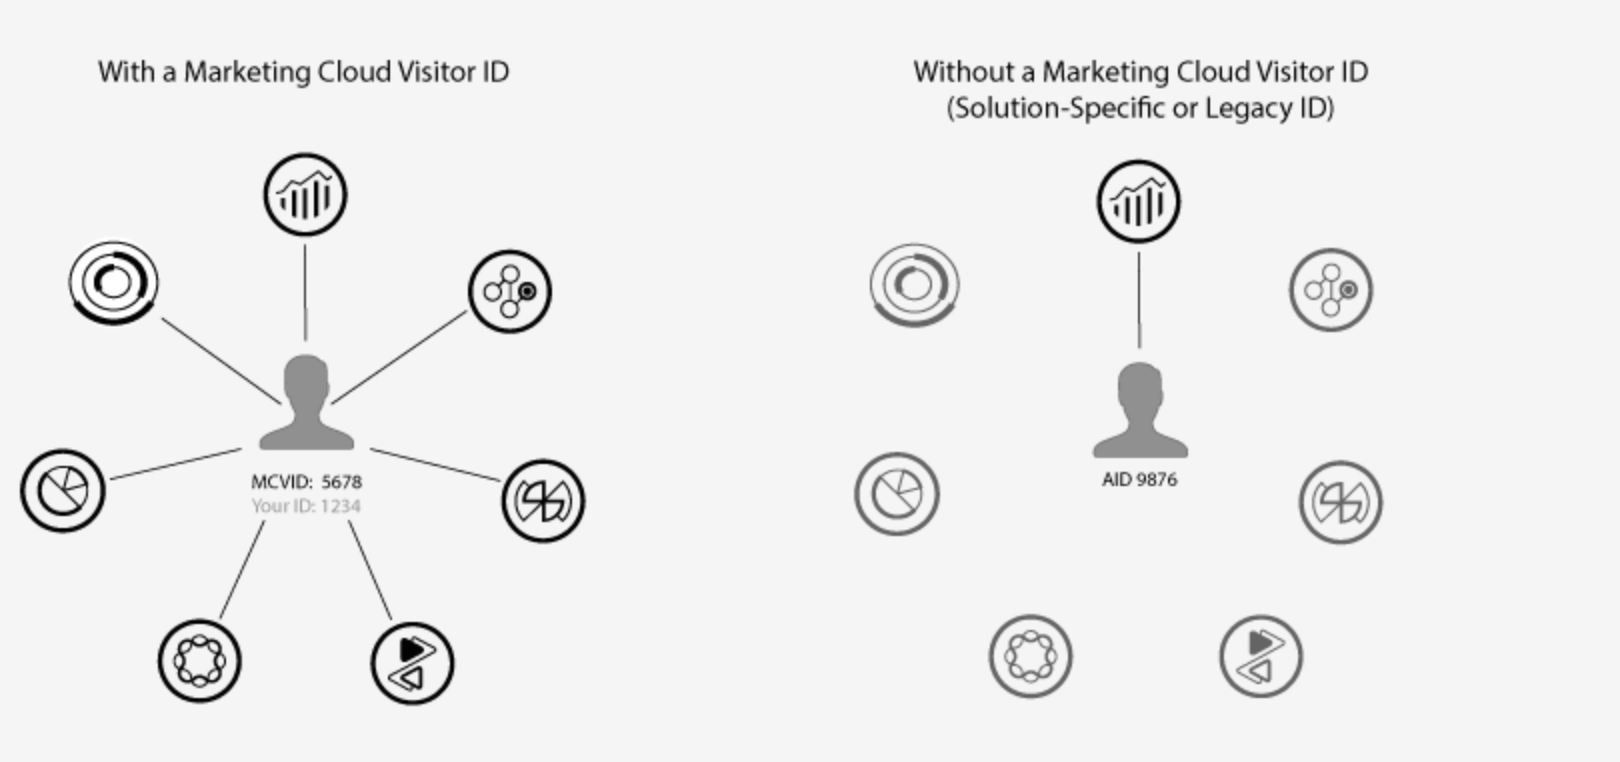 With a Marketing Cloud Visitor ID
Without a Marketing Cloud Visitor ID
(Solution-Specific or Legacy ID)
MCVID: 5678
Your ID: 1234
AID 9876